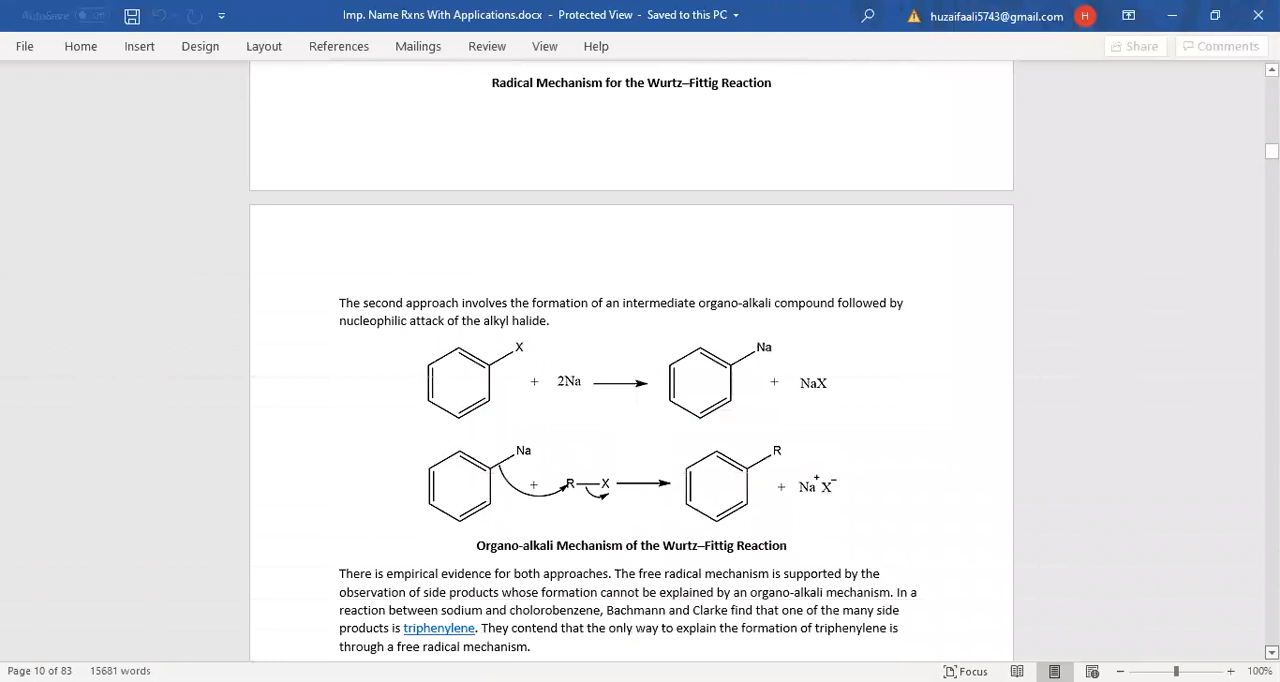 AutoSave Off
Imp. Name Rxns With Applications.docx - Protected View - Saved to this PC
huzaifaali5743@gmail.com
H
File Home Insert Design Layout References Mailings Review View Help
Share Comments
Radical Mechanism for the Wurtz–Fittig Reaction
The second approach involves the formation of an intermediate organo-alkali compound followed by
nucleophilic attack of the alkyl halide.
X Na
+ 2Na + NaX
Na R
+ R X + Na+ X−
Organo-alkali Mechanism of the Wurtz–Fittig Reaction
There is empirical evidence for both approaches. The free radical mechanism is supported by the
observation of side products whose formation cannot be explained by an organo-alkali mechanism. In a
reaction between sodium and cholorobenzene, Bachmann and Clarke find that one of the many side
products is triphenylene. They contend that the only way to explain the formation of triphenylene is
through a free radical mechanism.
Page 10 of 83 15681 words Focus − + 100%